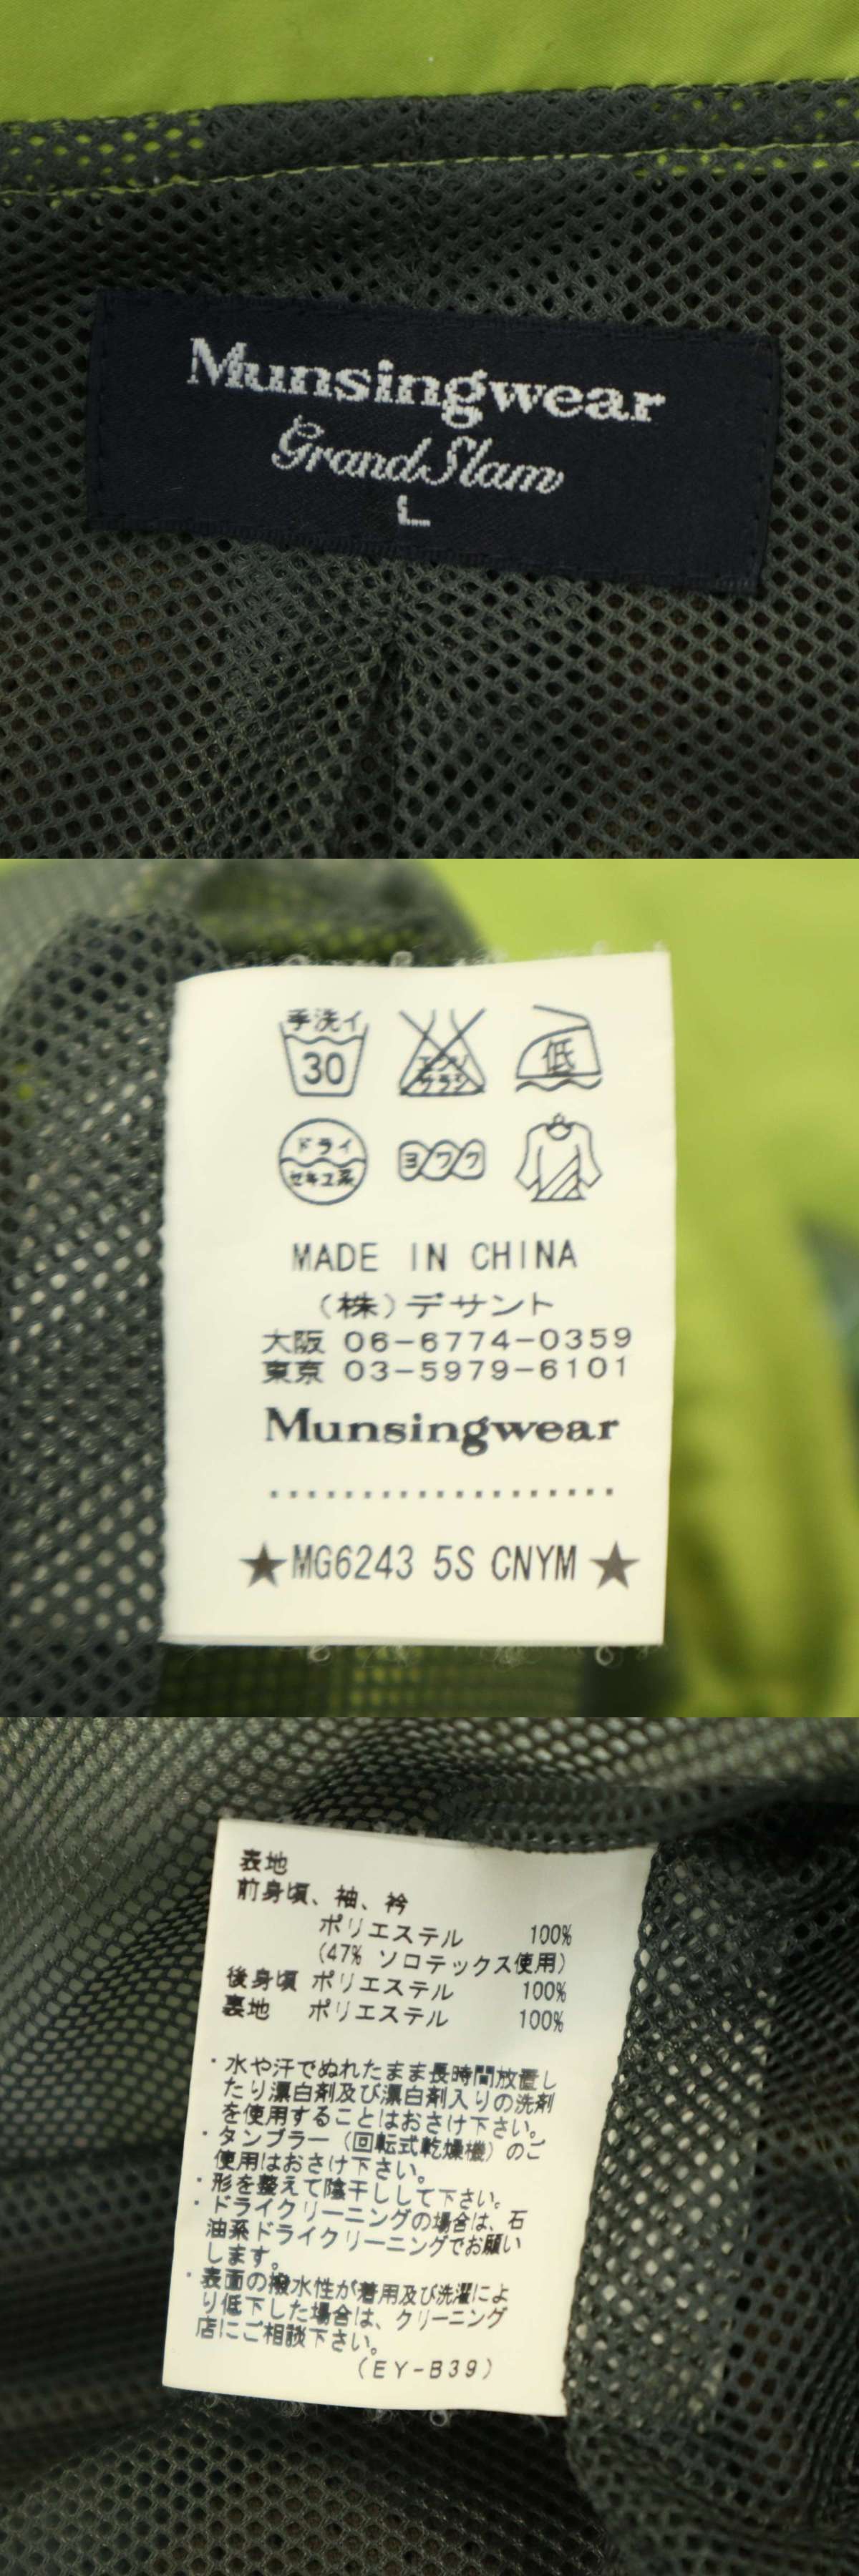 Munsingwear
Grand Slam
L
手洗イ
30
エンソ
サラシ
低
ドライ
セキユ系
ヨワク
MADE IN CHINA
(株)デサント
大阪 06-6774-0359
東京 03-5979-6101
Munsingwear
★MG6243 5S CNYM★
表地
前身頃、袖、衿
ポリエステル 100%
(47% ソロテックス使用)
後身頃 ポリエステル 100%
裏地 ポリエステル 100%
・水や汗でぬれたまま長時間放置し
たり漂白剤及び漂白剤入りの洗剤
を使用することはおさけ下さい。
・タンブラー(回転式乾燥機)のご
使用はおさけ下さい。
・形を整えて陰干しして下さい。
・ドライクリーニングの場合は、石
油系ドライクリーニングでお願い
します。
・表面の撥水性が着用及び洗濯によ
り低下した場合は、クリーニング
店にご相談下さい。
(EY-B39)